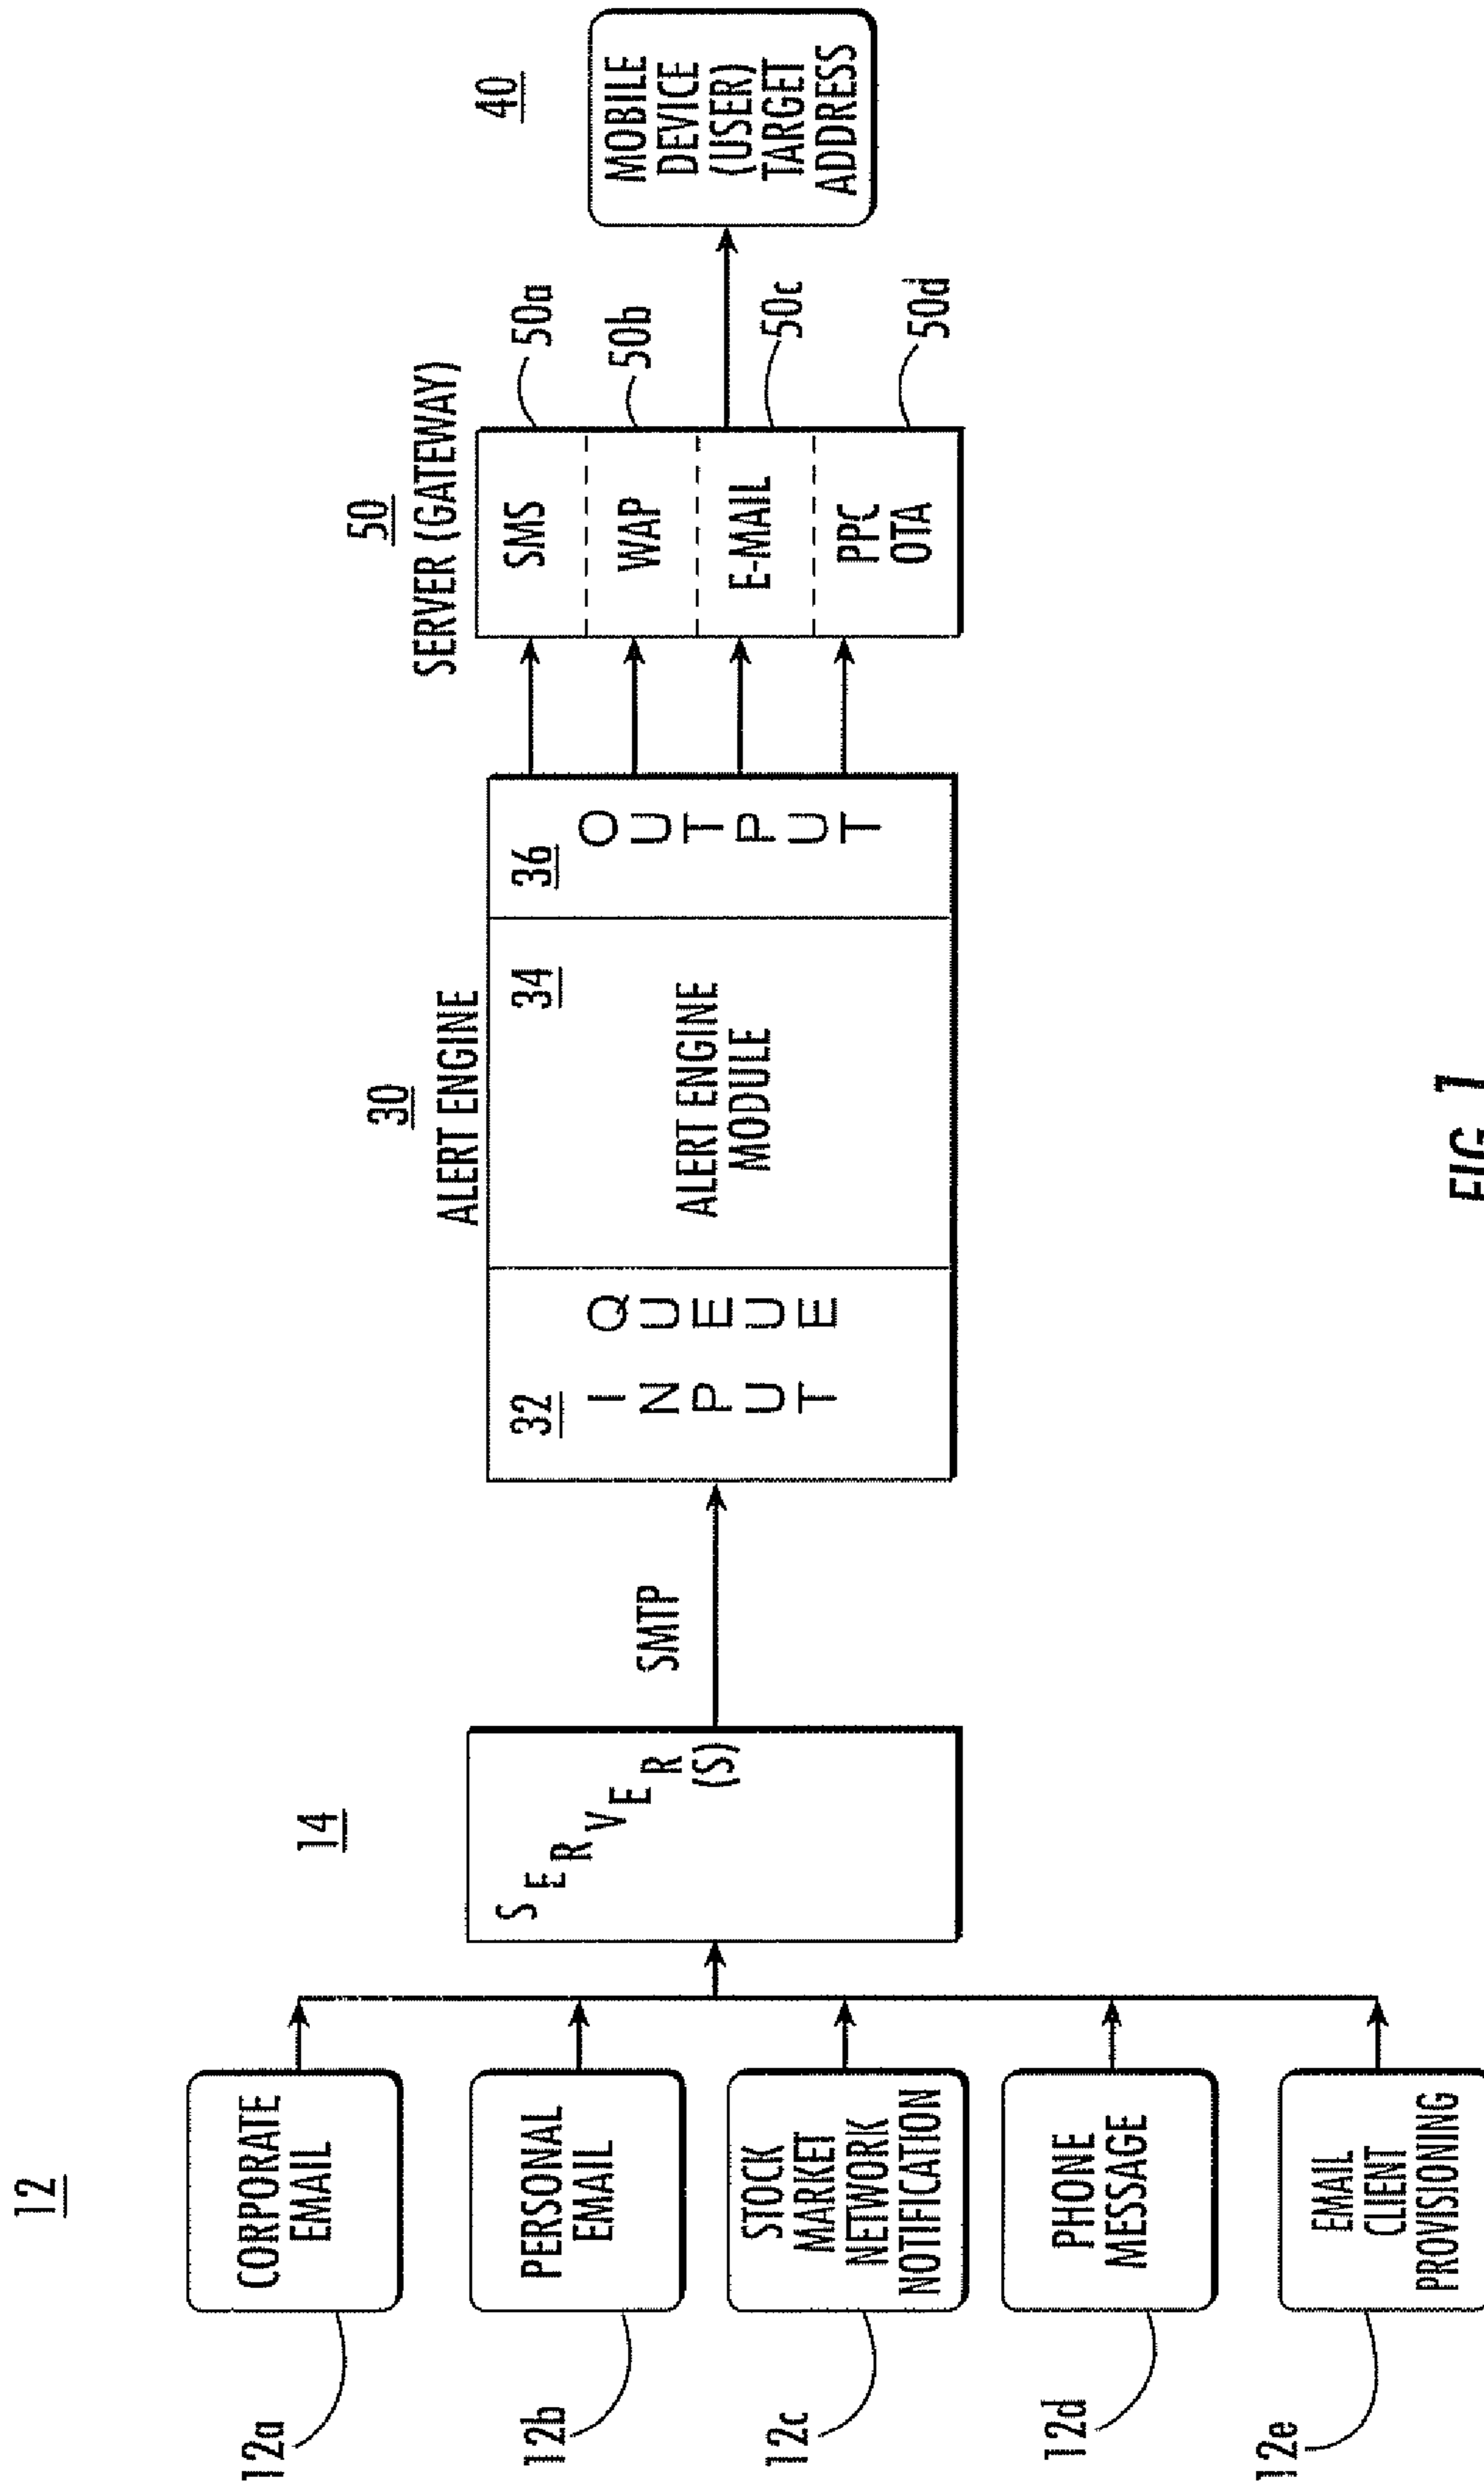 12
CORPORATE
EMAIL
12a
PERSONAL
EMAIL
12b
STOCK
MARKET
NETWORK
NOTIFICATION
12c
PHONE
MESSAGE
12d
EMAIL
CLIENT
PROVISIONING
12e
14
SERVER
(S)
SMTP
30
ALERT ENGINE
32
INPUT
QUEUE
34
ALERT ENGINE
MODULE
36
OUTPUT
50
SERVER (GATEWAY)
SMS
50a
WAP
50b
E-MAIL
50c
PPC
OTA
50d
40
MOBILE
DEVICE
(USER)
TARGET
ADDRESS
FIG. 1